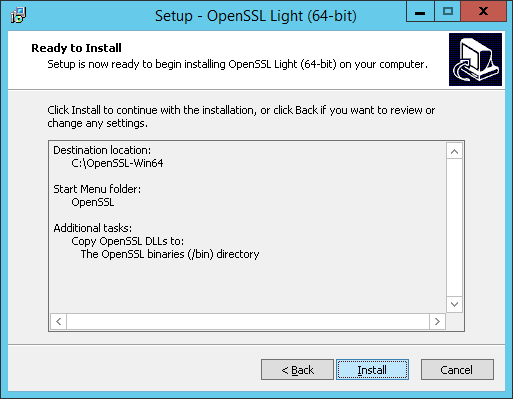 Setup - OpenSSL Light (64-bit)
Ready to Install
Setup is now ready to begin installing OpenSSL Light (64-bit) on your computer.
Click Install to continue with the installation, or click Back if you want to review or
change any settings.
Destination location:
C:\OpenSSL-Win64
Start Menu folder:
OpenSSL
Additional tasks:
Copy OpenSSL DLLs to:
The OpenSSL binaries (/bin) directory
< Back
Install
Cancel